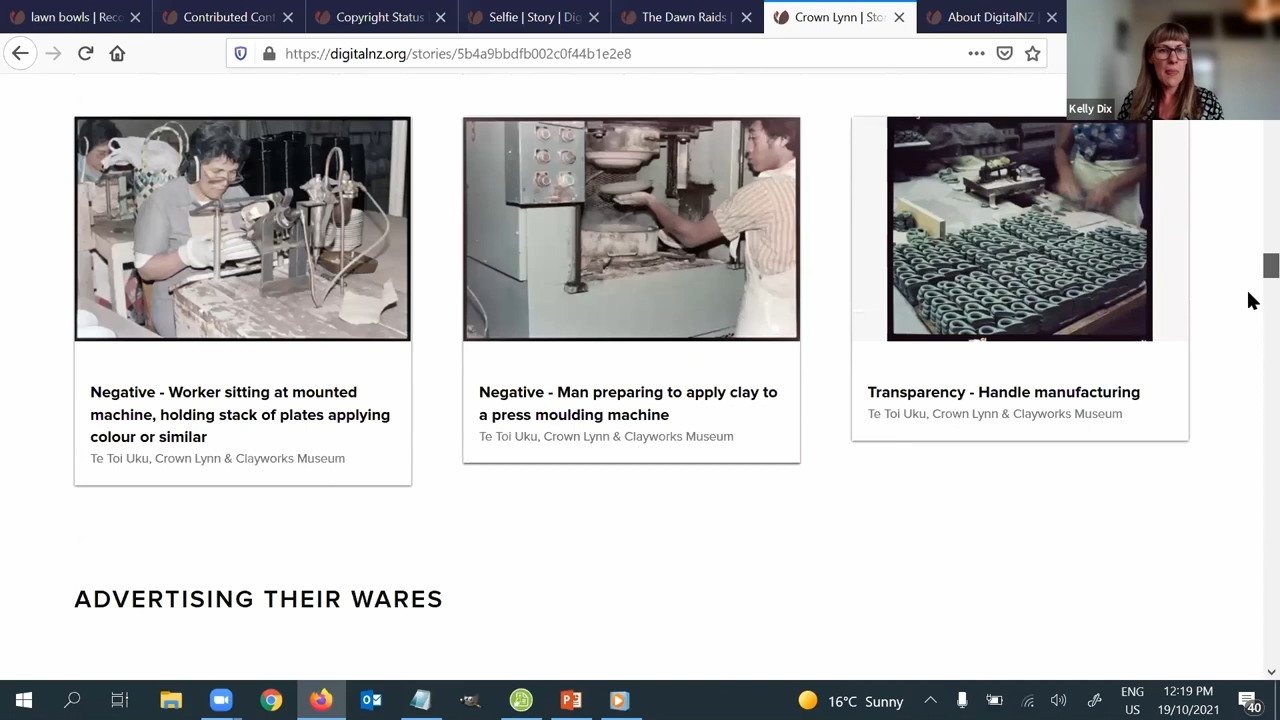 lawn bowls | Reco
Contributed Cont
Copyright Status
Selfie | Story | Dig
The Dawn Raids |
Crown Lynn | Stor
About DigitalNZ |
https://digitalnz.org/stories/5b4a9bbdfb002c0f44b1e2e8
Kelly Dix
Negative - Worker sitting at mounted
machine, holding stack of plates applying
colour or similar
Te Toi Uku, Crown Lynn & Clayworks Museum
Negative - Man preparing to apply clay to
a press moulding machine
Te Toi Uku, Crown Lynn & Clayworks Museum
Transparency - Handle manufacturing
Te Toi Uku, Crown Lynn & Clayworks Museum
ADVERTISING THEIR WARES
16°C Sunny
ENG
US
12:19 PM
19/10/2021
40